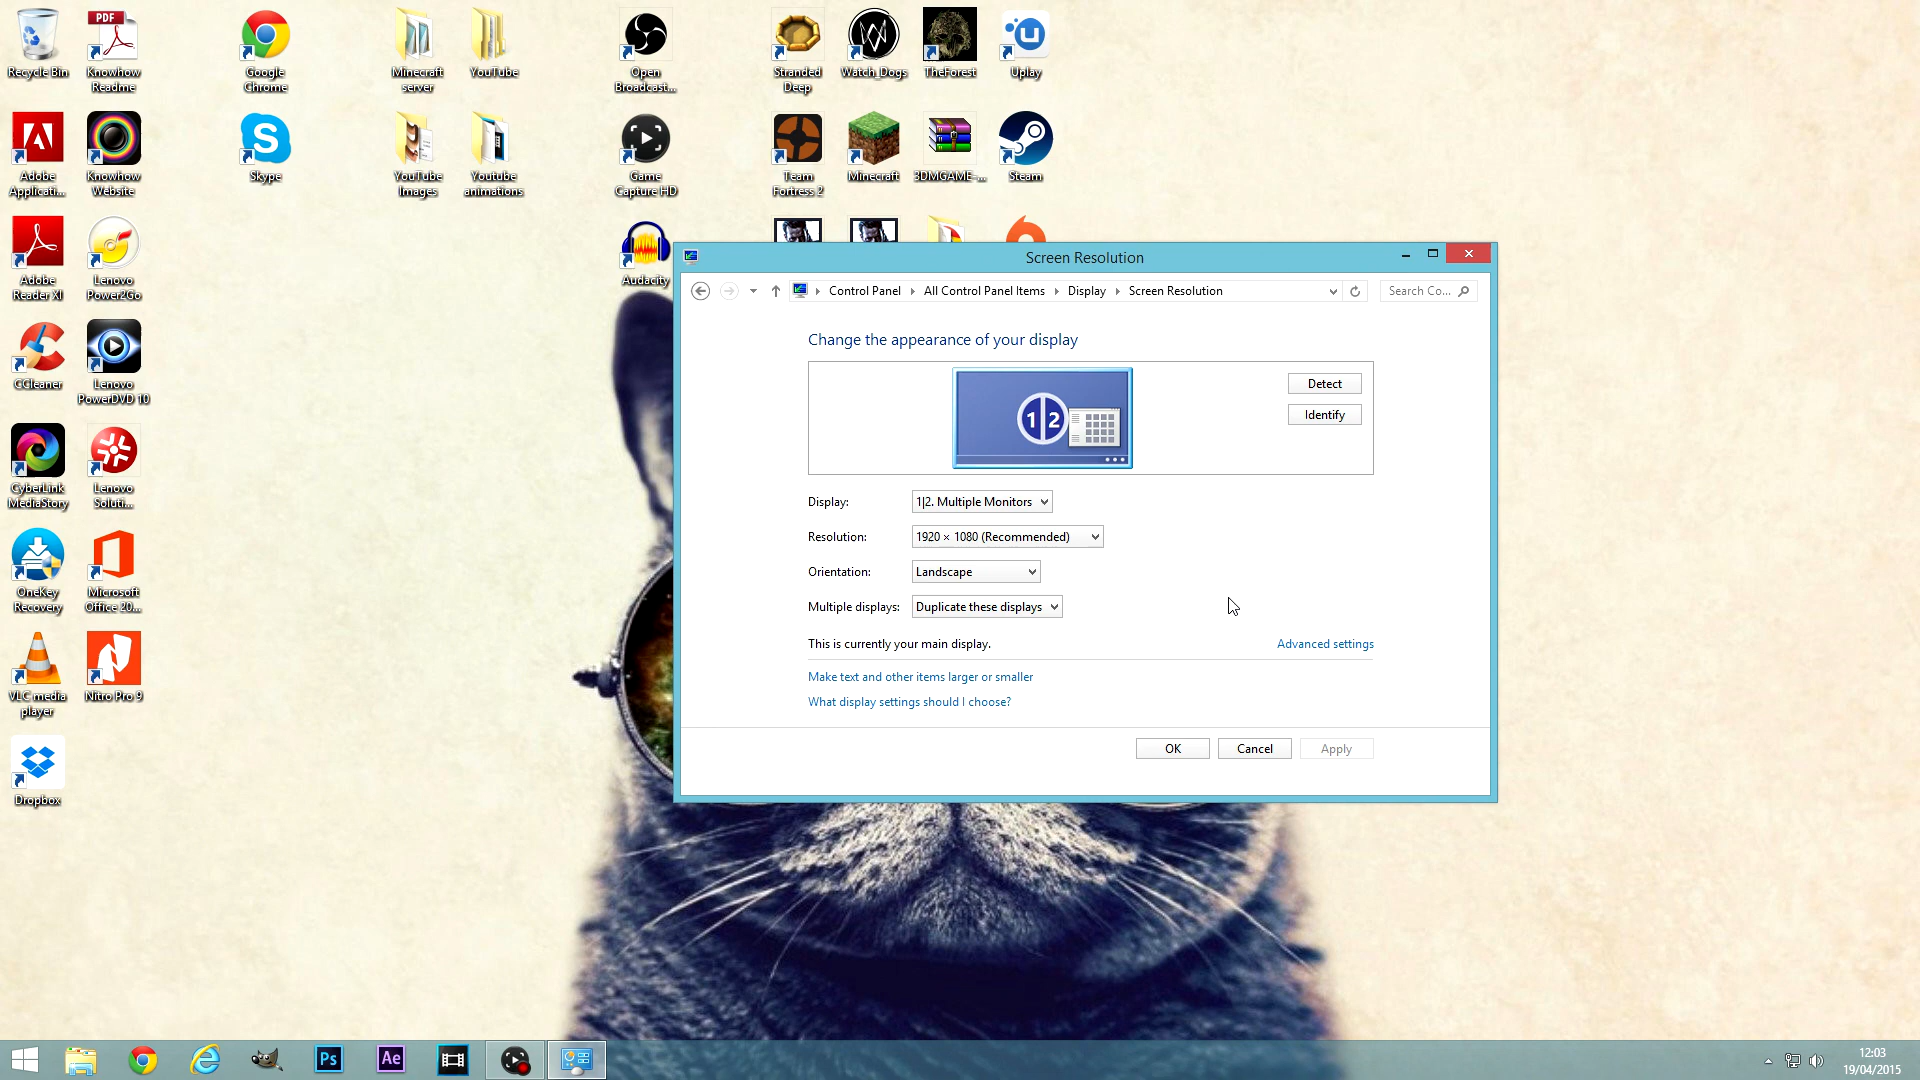 Recycle Bin
Knowhow
Readme
Google
Chrome
Minecraft
server
YouTube
Open
Broadcast...
Stranded
Deep
Watch_Dogs
TheForest
Uplay
Adobe
Applicati...
Knowhow
Website
Skype
YouTube
Images
Youtube
animations
Game
Capture HD
Team
Fortress 2
Minecraft
3DMGAME-...
Steam
Adobe
Reader XI
Lenovo
Power2Go
Audacity
CCleaner
Lenovo
PowerDVD 10
CyberLink
MediaStory
Lenovo
Soluti...
OneKey
Recovery
Microsoft
Office 20...
VLC media
player
Nitro Pro 9
Dropbox
PDF
Screen Resolution
Control Panel
All Control Panel Items
Display
Screen Resolution
Search Co...
Change the appearance of your display
1|2
Detect
Identify
Display: 1|2. Multiple Monitors
Resolution: 1920 × 1080 (Recommended)
Orientation: Landscape
Multiple displays: Duplicate these displays
This is currently your main display.
Advanced settings
Make text and other items larger or smaller
What display settings should I choose?
OK
Cancel
Apply
Ps
Ae
12:03
19/04/2015